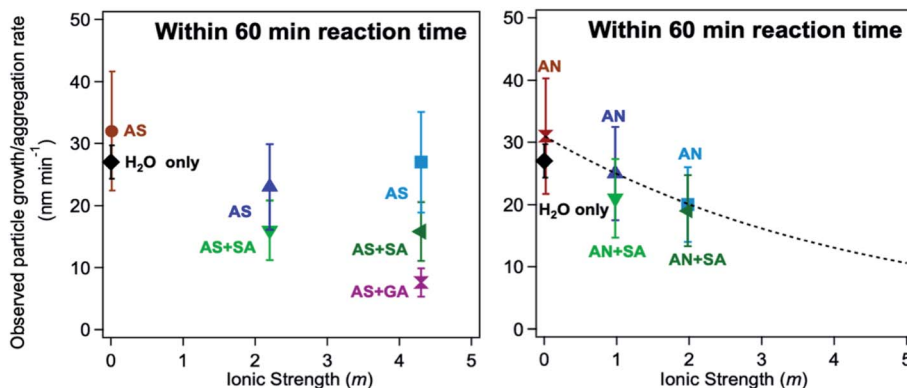 Within 60 min reaction time
Observed particle growth/aggregation rate
(nm min⁻¹)
50
40
30
20
10
0
AS
H₂O only
AS
AS+SA
AS
AS+SA
AS+GA
0
1
2
3
4
5
Ionic Strength (m)
Within 60 min reaction time
50
40
30
20
10
0
AN
H₂O only
AN
AN+SA
AN
AN+SA
0
1
2
3
4
5
Ionic Strength (m)